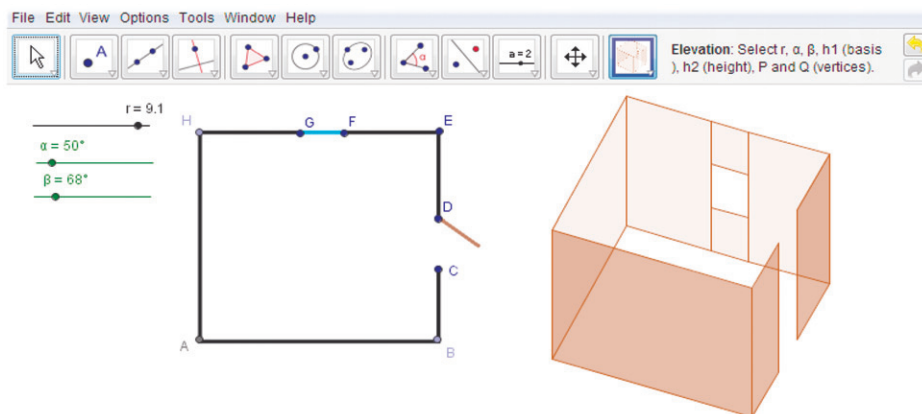 File Edit View Options Tools Window Help
A
α
a = 2
Elevation: Select r, α, β, h1 (basis
), h2 (height), P and Q (vertices).
r = 9.1
α = 50°
β = 68°
H
G
F
E
D
C
A
B